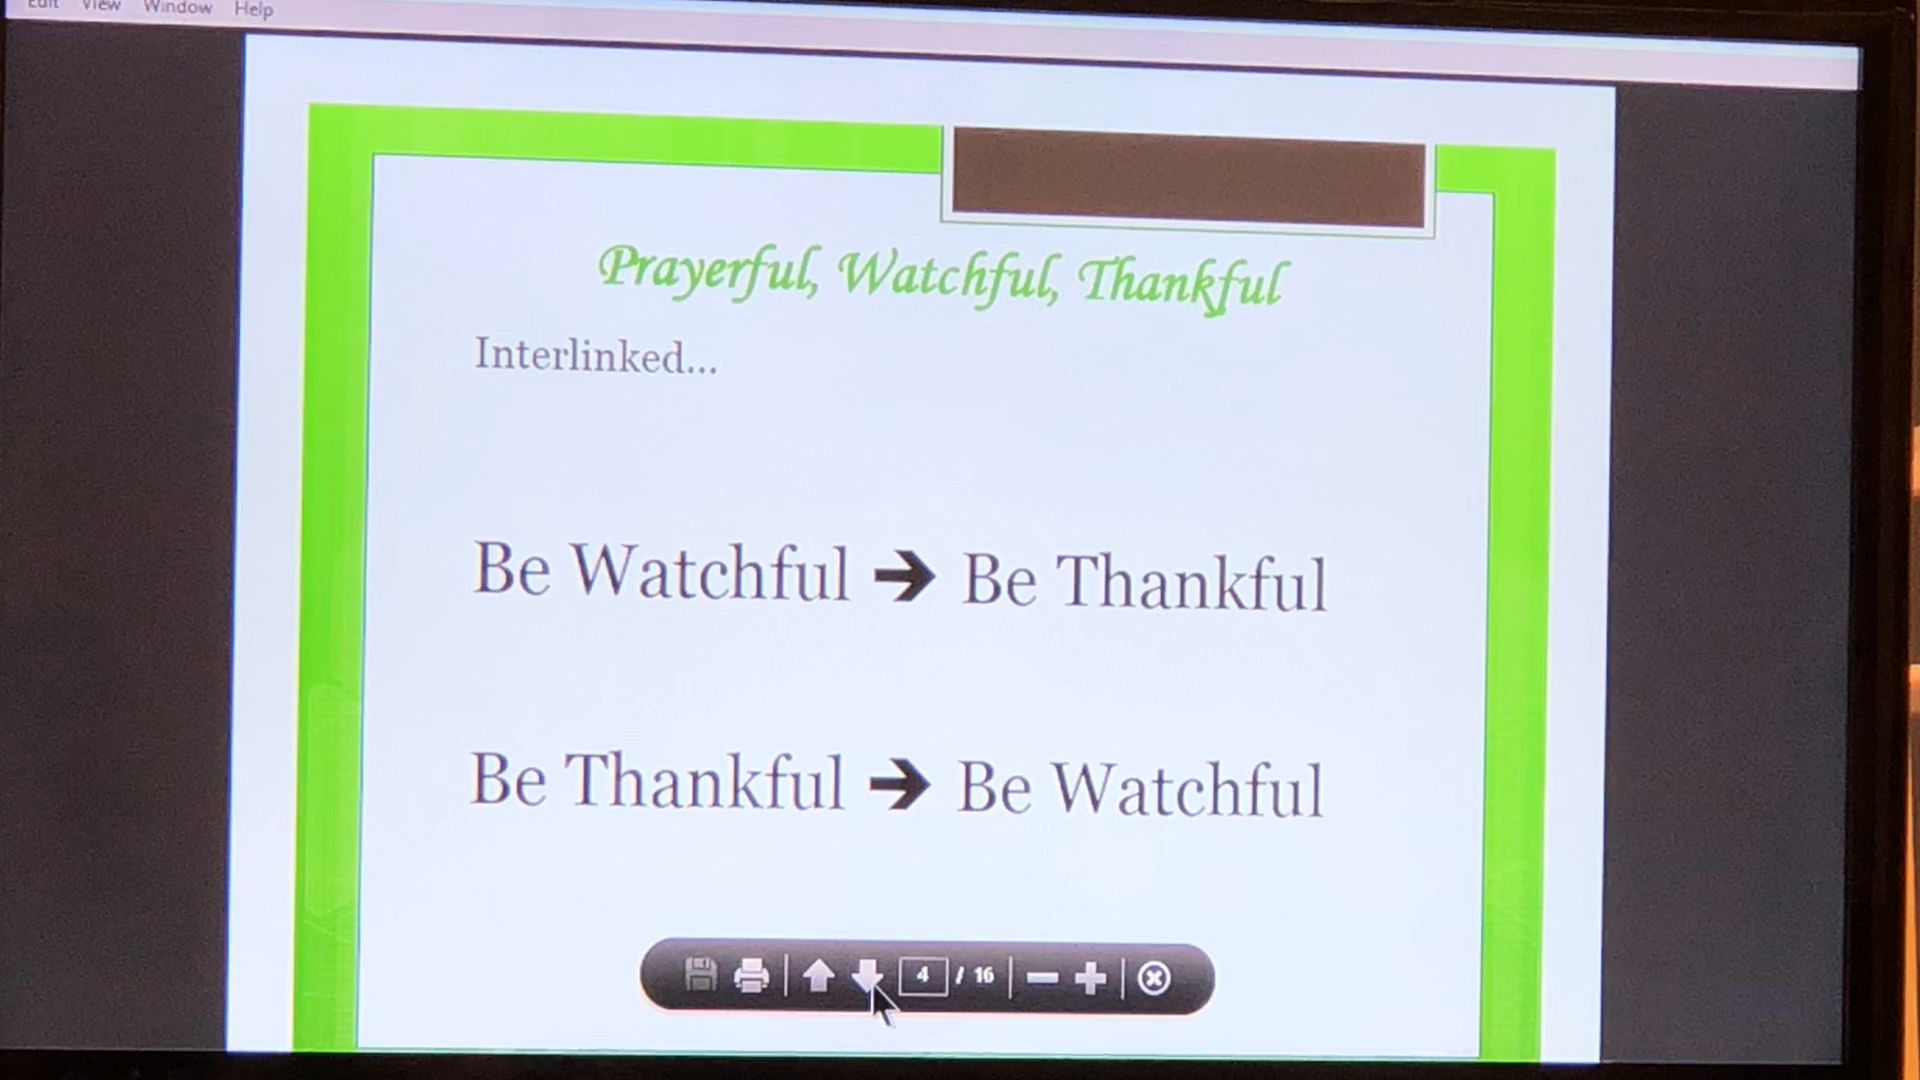 Edit View Window Help
Prayerful, Watchful, Thankful
Interlinked...
Be Watchful ➔ Be Thankful
Be Thankful ➔ Be Watchful
4 / 16